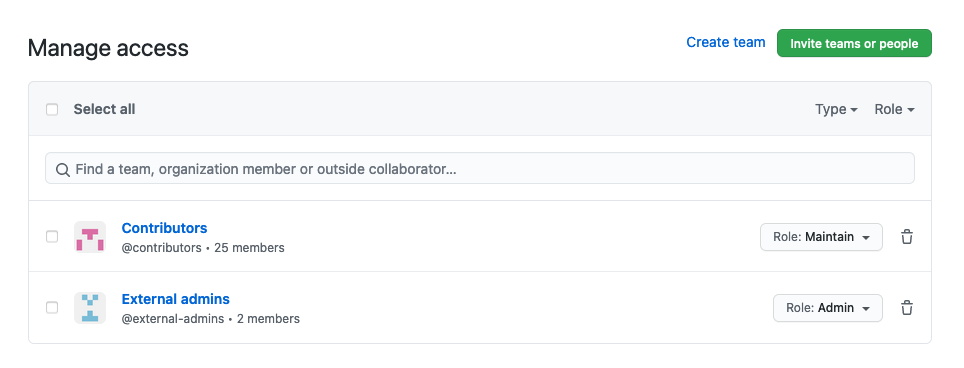 Manage access
Create team
Invite teams or people
Select all
Type
Role
Find a team, organization member or outside collaborator...
Contributors
@contributors • 25 members
Role: Maintain
External admins
@external-admins • 2 members
Role: Admin